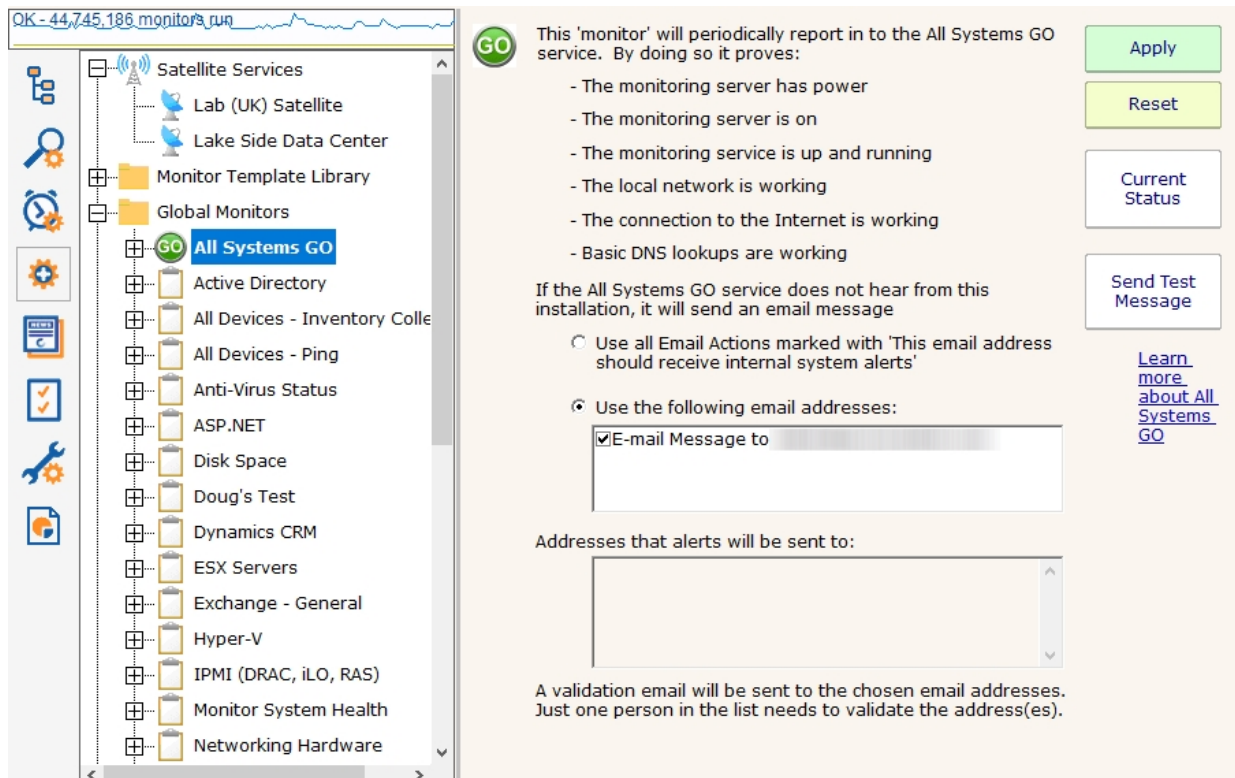 OK - 44,745,186 monitors run
Satellite Services
Lab (UK) Satellite
Lake Side Data Center
Monitor Template Library
Global Monitors
GO All Systems GO
Active Directory
All Devices - Inventory Colle
All Devices - Ping
Anti-Virus Status
ASP.NET
Disk Space
Doug's Test
Dynamics CRM
ESX Servers
Exchange - General
Hyper-V
IPMI (DRAC, iLO, RAS)
Monitor System Health
Networking Hardware
NEWS
GO
This 'monitor' will periodically report in to the All Systems GO
service. By doing so it proves:
- The monitoring server has power
- The monitoring server is on
- The monitoring service is up and running
- The local network is working
- The connection to the Internet is working
- Basic DNS lookups are working
If the All Systems GO service does not hear from this
installation, it will send an email message
Use all Email Actions marked with 'This email address
should receive internal system alerts'
Use the following email addresses:
E-mail Message to
Addresses that alerts will be sent to:
A validation email will be sent to the chosen email addresses.
Just one person in the list needs to validate the address(es).
Apply
Reset
Current
Status
Send Test
Message
Learn
more
about All
Systems
GO